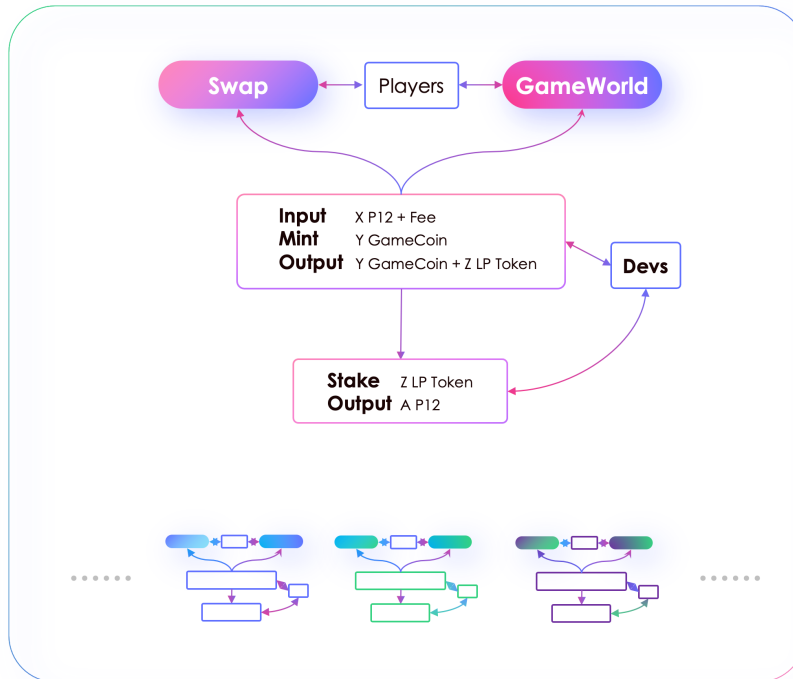 Swap Players GameWorld
Input X P12 + Fee
Mint Y GameCoin
Output Y GameCoin + Z LP Token
Devs
Stake Z LP Token
Output A P12